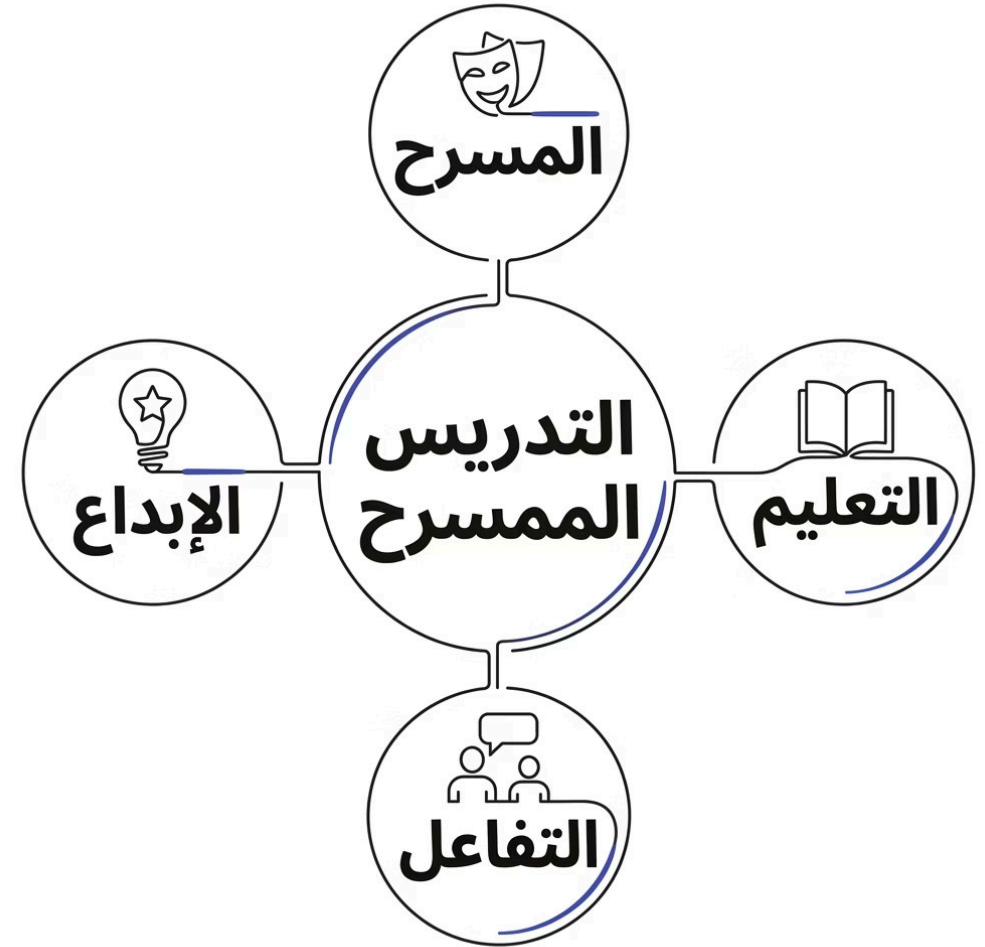 المسرح
التدريس
الممسرح
التعليم
الإبداع
التفاعل